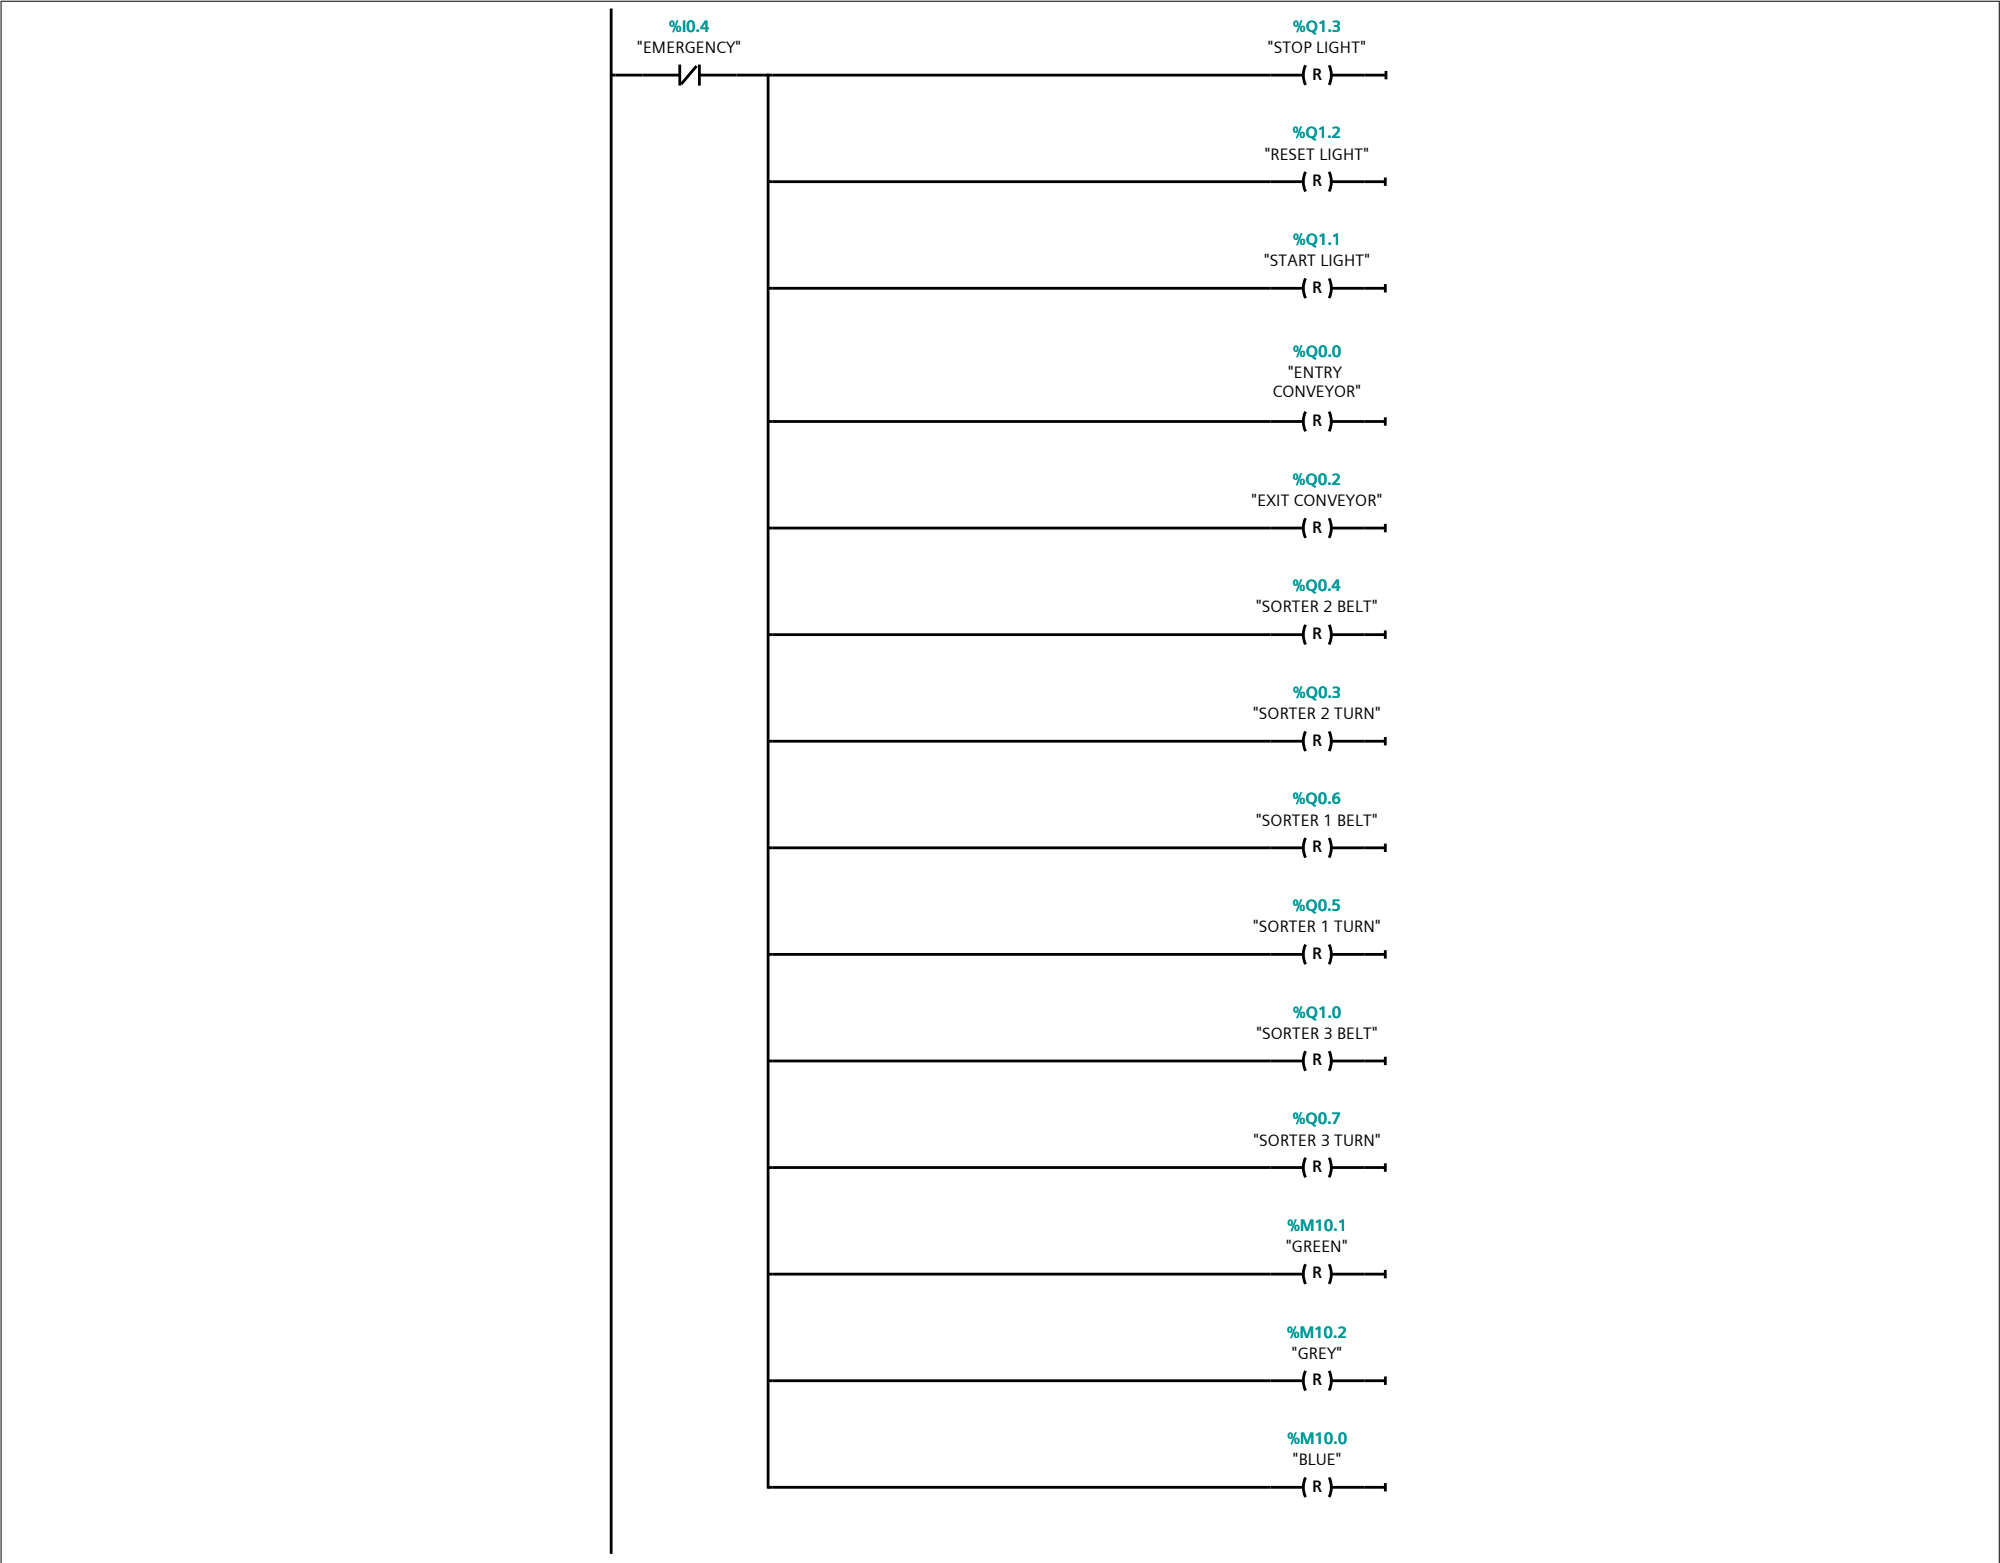 %I0.4
"EMERGENCY"
%Q1.3
"STOP LIGHT"
R
%Q1.2
"RESET LIGHT"
R
%Q1.1
"START LIGHT"
R
%Q0.0
"ENTRY
CONVEYOR"
R
%Q0.2
"EXIT CONVEYOR"
R
%Q0.4
"SORTER 2 BELT"
R
%Q0.3
"SORTER 2 TURN"
R
%Q0.6
"SORTER 1 BELT"
R
%Q0.5
"SORTER 1 TURN"
R
%Q1.0
"SORTER 3 BELT"
R
%Q0.7
"SORTER 3 TURN"
R
%M10.1
"GREEN"
R
%M10.2
"GREY"
R
%M10.0
"BLUE"
R